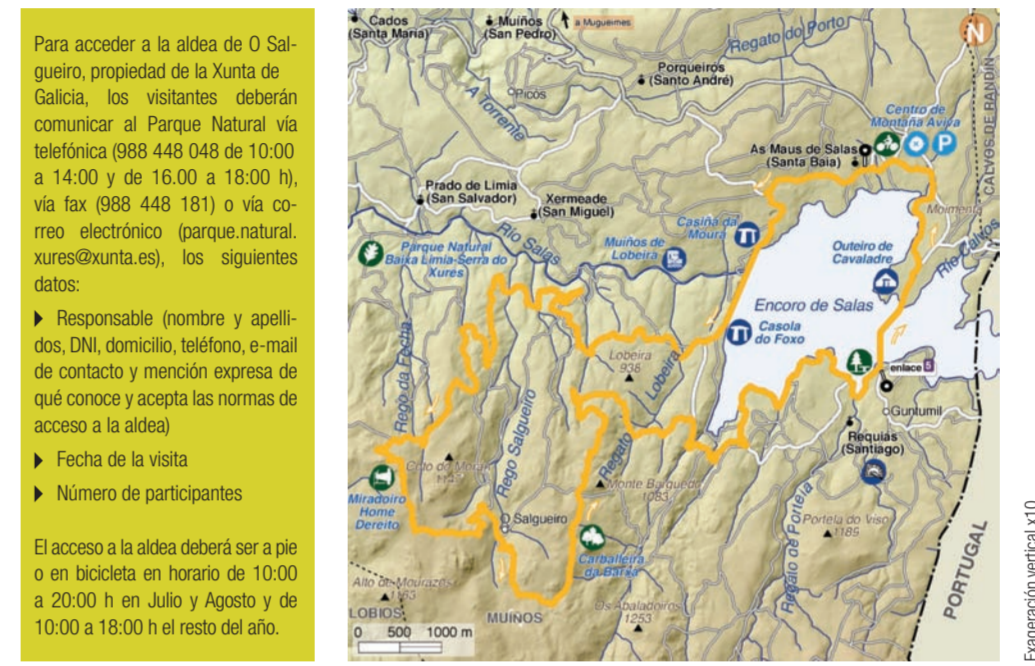 Para acceder a la aldea de O Sal-
gueiro, propiedad de la Xunta de
Galicia, los visitantes deberán
comunicar al Parque Natural vía
telefónica (988 448 048 de 10:00
a 14:00 y de 16.00 a 18:00 h),
vía fax (988 448 181) o vía co-
rreo electrónico (parque.natural.
xures@xunta.es), los siguientes
datos:
Responsable (nombre y apelli-
dos, DNI, domicilio, teléfono, e-mail
de contacto y mención expresa de
qué conoce y acepta las normas de
acceso a la aldea)
Fecha de la visita
Número de participantes
El acceso a la aldea deberá ser a pie
o en bicicleta en horario de 10:00
a 20:00 h en Julio y Agosto y de
10:00 a 18:00 h el resto del año.
Cados
(Santa María)
Muíños
(San Pedro)
a Mugueimes
Regato do Porto
N
Porqueiros
(Santo André)
Picós
A Torrente
Centro de
Montaña Aviva
P
As Maus de Salas
(Santa Baia)
CALVOS DE RANDÍN
Prado de Limia
(San Salvador)
Xermeade
(San Miguel)
Moimenta
Casiña da
Moura
Río Salas
Muiños de
Lobeira
Parque Natural
Baixa Limia-Serra do
Xurés
Outeiro de
Cavaladre
Río Calvos
Encoro de Salas
Casola
do Foxo
Rego da Fecha
Lobeira
936
Lobeira
enlace 5
Guntumil
Rego Salgueiro
Requiás
(Santiago)
Regato
Miradoiro
Home
Dereito
Monte Barquedo
1083
O Salgueiro
Regato de Portela
Portela do Viso
1185
Carballeira
da Barxa
Alto de Mourazos
LOBIOS
MUIÑOS
Os Abaladoiros
1253
PORTUGAL
0 500 1000 m
Exageración vertical x10